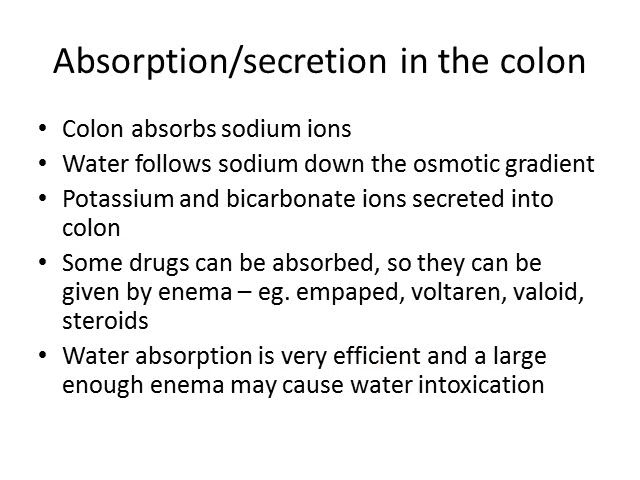 Absorption/secretion in the colon
• Colon absorbs sodium ions
• Water follows sodium down the osmotic gradient
• Potassium and bicarbonate ions secreted into
colon
• Some drugs can be absorbed, so they can be
given by enema – eg. empaped, voltaren, valoid,
steroids
• Water absorption is very efficient and a large
enough enema may cause water intoxication